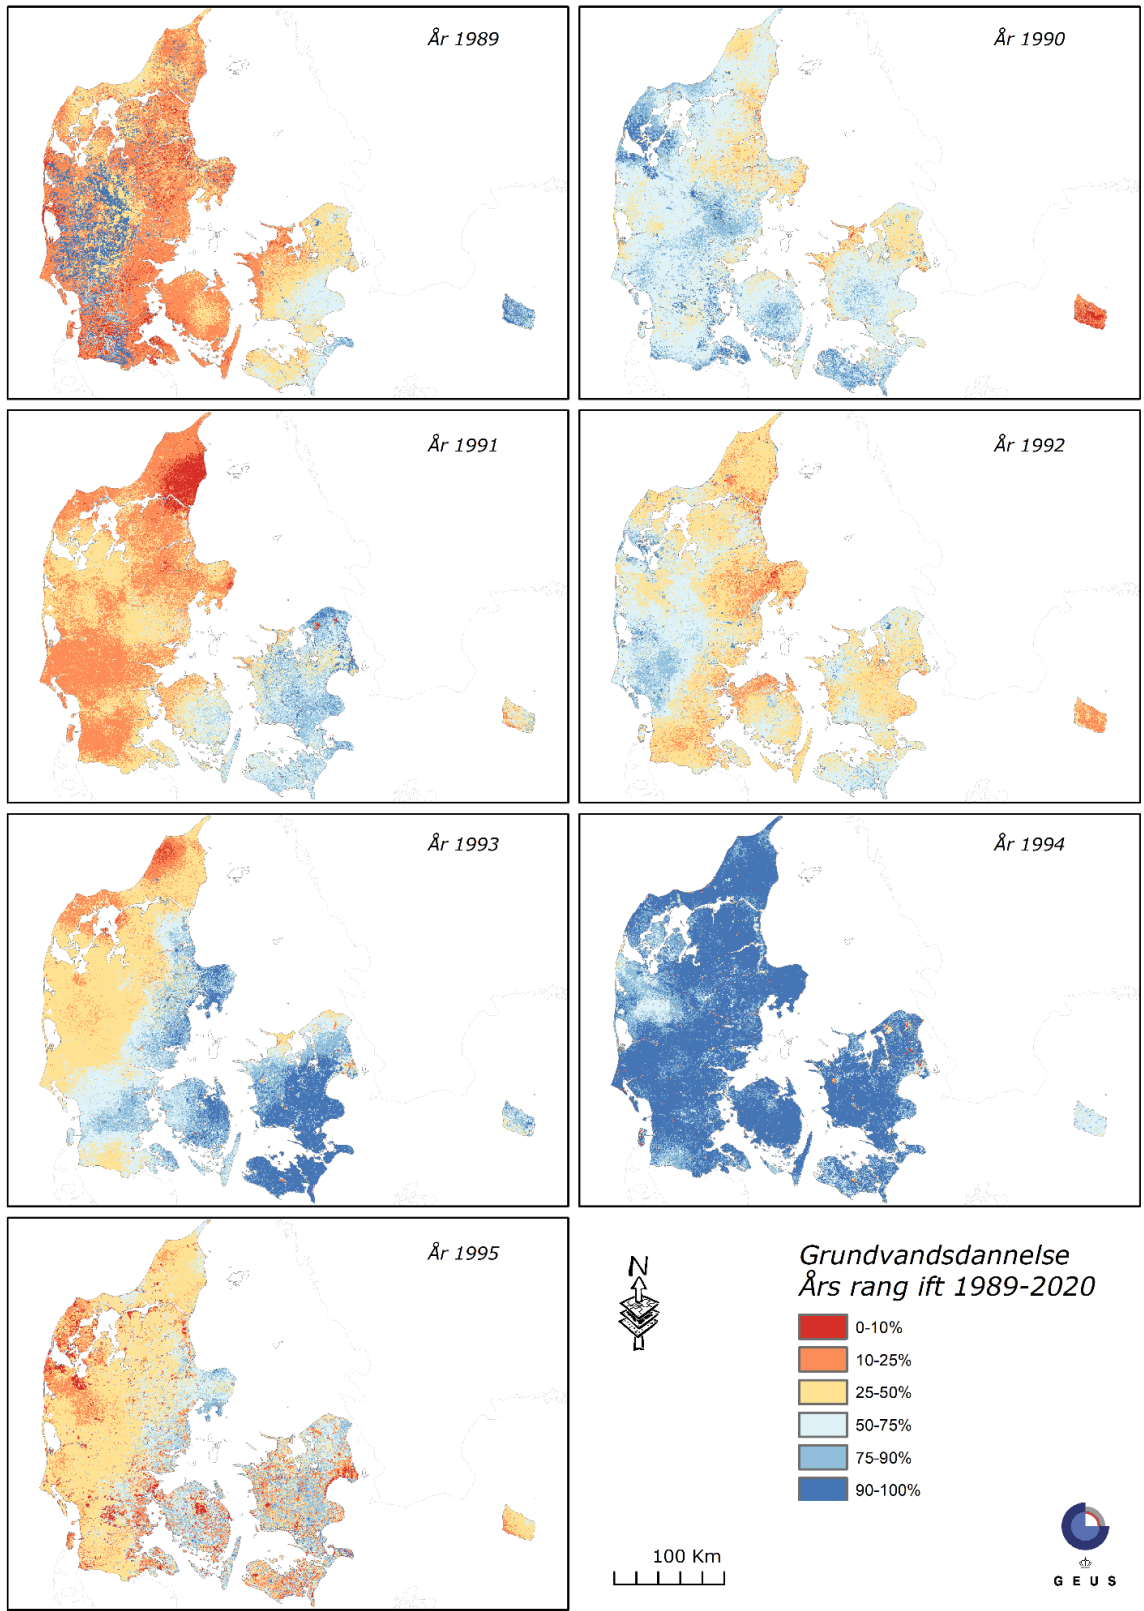 År 1989
År 1990
År 1991
År 1992
År 1993
År 1994
År 1995
N
Grundvandsdannelse
Års rang ift 1989-2020
0-10%
10-25%
25-50%
50-75%
75-90%
90-100%
100 Km
G E U S